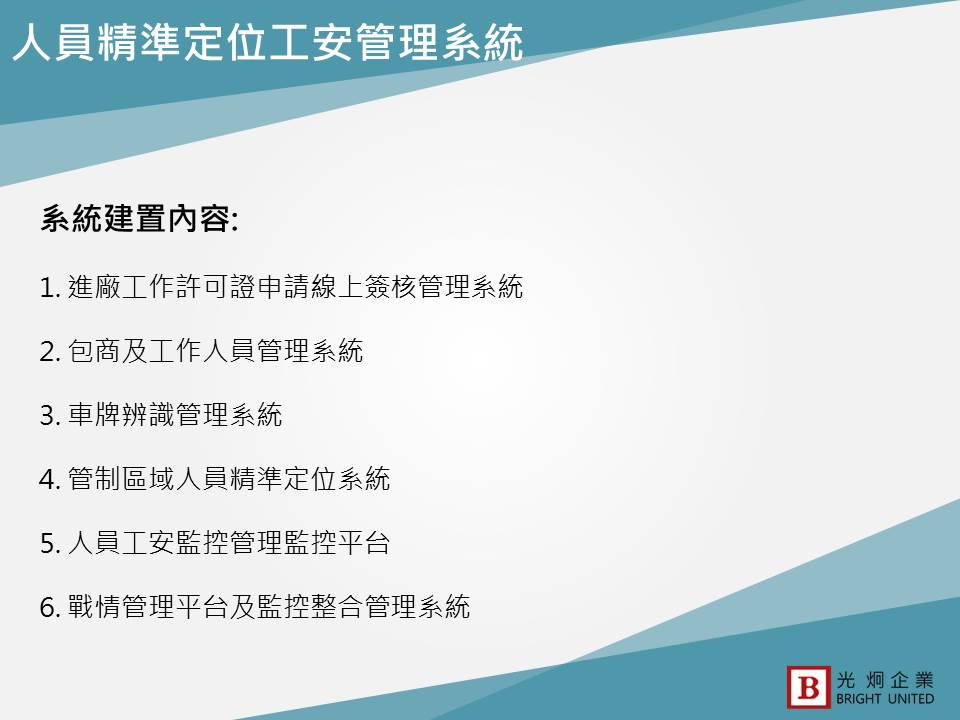 人員精準定位工安管理系統
系統建置內容:
1. 進廠工作許可證申請線上簽核管理系統
2. 包商及工作人員管理系統
3. 車牌辨識管理系統
4. 管制區域人員精準定位系統
5. 人員工安監控管理監控平台
6. 戰情管理平台及監控整合管理系統
B 光炯企業
BRIGHT UNITED